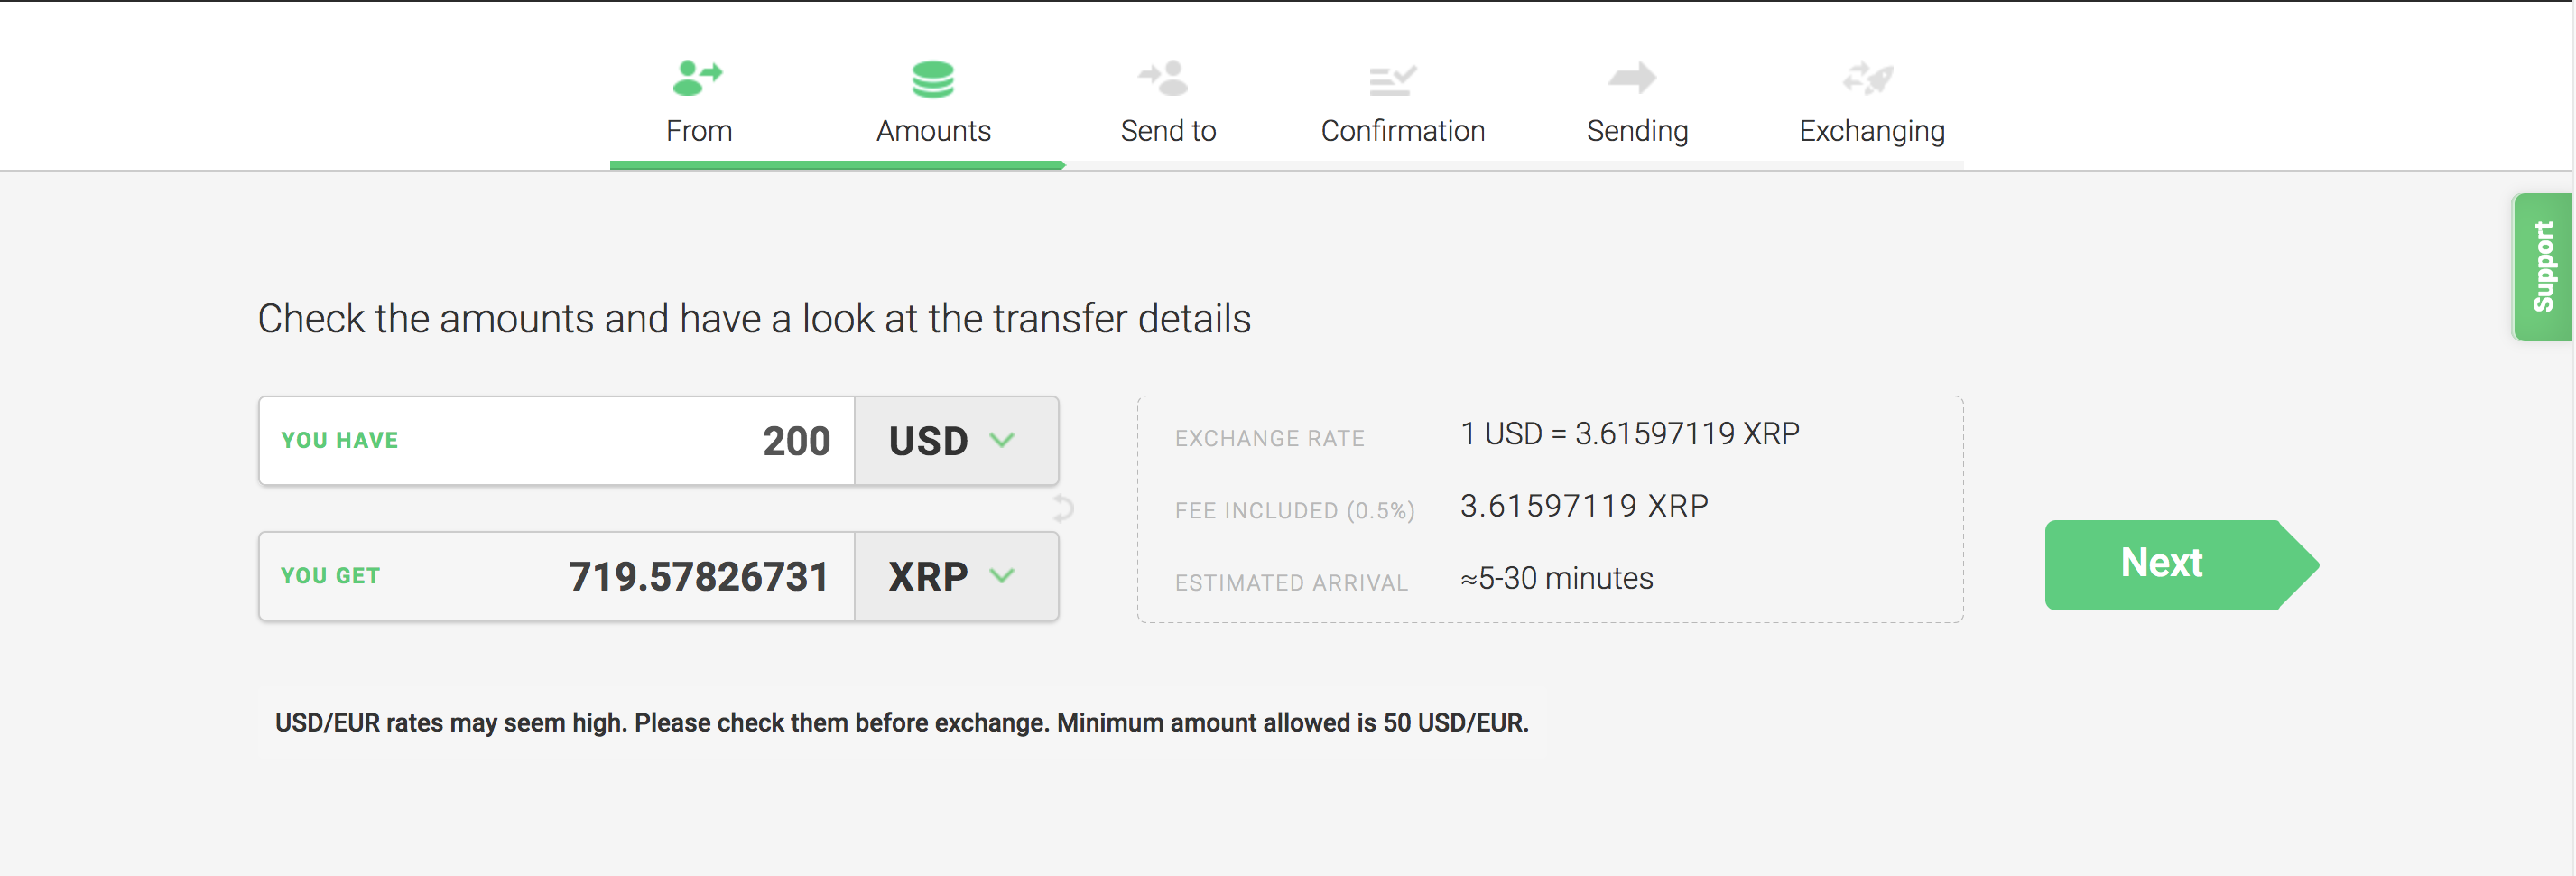 From Amounts Send to Confirmation Sending Exchanging
Support
Check the amounts and have a look at the transfer details
YOU HAVE 200 USD
YOU GET 719.57826731 XRP
EXCHANGE RATE 1 USD = 3.61597119 XRP
FEE INCLUDED (0.5%) 3.61597119 XRP
ESTIMATED ARRIVAL ≈5-30 minutes
Next
USD/EUR rates may seem high. Please check them before exchange. Minimum amount allowed is 50 USD/EUR.